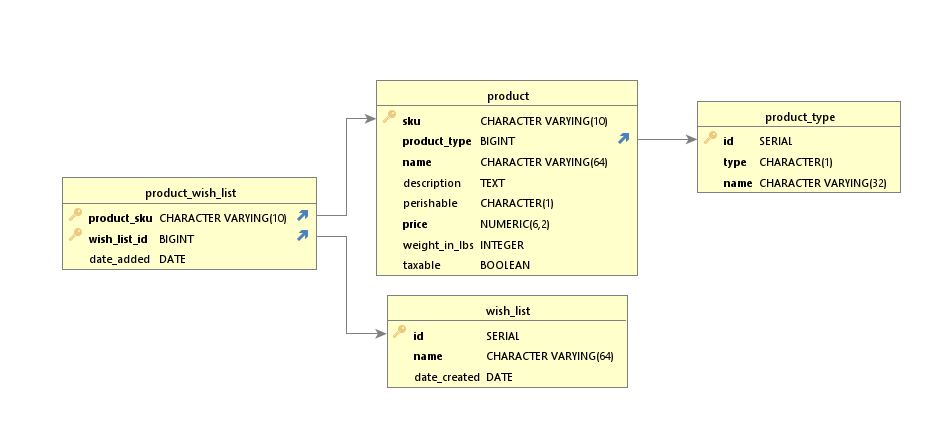 product
sku CHARACTER VARYING(10)
product_type BIGINT
name CHARACTER VARYING(64)
description TEXT
perishable CHARACTER(1)
price NUMERIC(6,2)
weight_in_lbs INTEGER
taxable BOOLEAN
product_type
id SERIAL
type CHARACTER(1)
name CHARACTER VARYING(32)
product_wish_list
product_sku CHARACTER VARYING(10)
wish_list_id BIGINT
date_added DATE
wish_list
id SERIAL
name CHARACTER VARYING(64)
date_created DATE